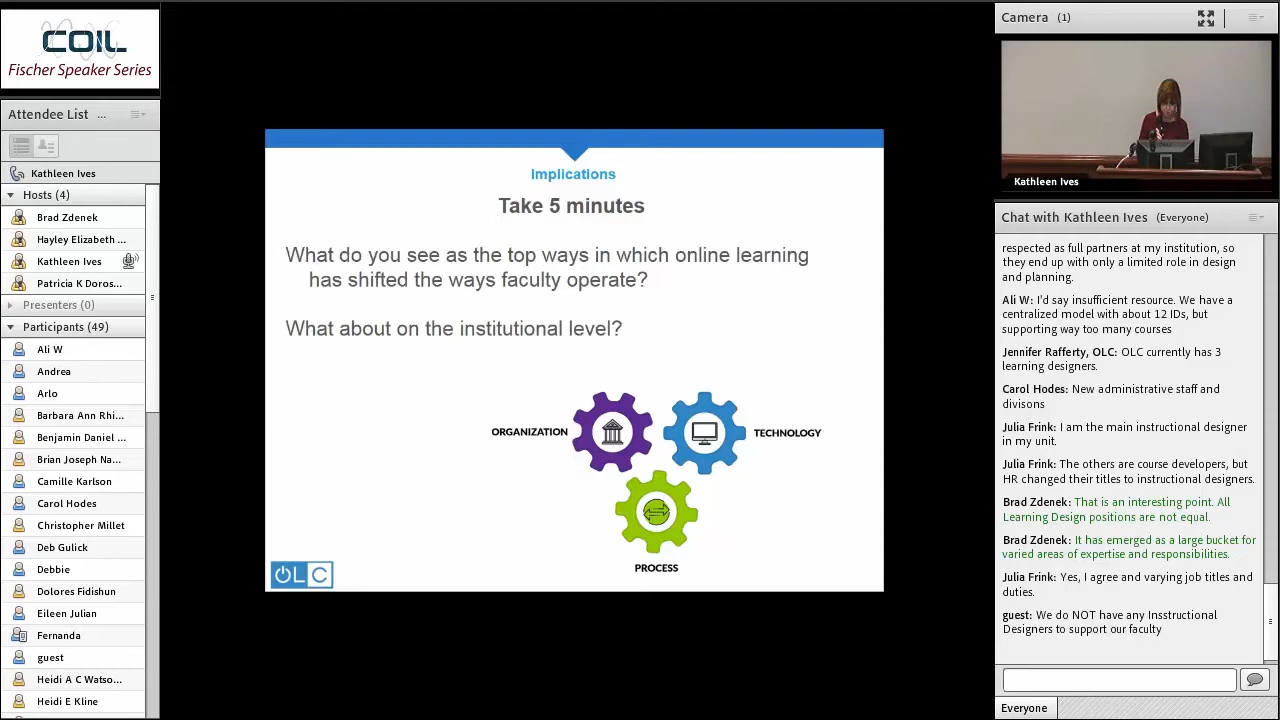 COIL
Fischer Speaker Series
Attendee List ...
Kathleen Ives
Hosts (4)
Brad Zdenek
Hayley Elizabeth ...
Kathleen Ives
Patricia K Doros...
Presenters (0)
Participants (49)
Ali W
Andrea
Arlo
Barbara Ann Rhi...
Benjamin Daniel ...
Brian Joseph Na...
Camille Karlson
Carol Hodes
Christopher Millet
Deb Gulick
Debbie
Dolores Fidishun
Eileen Julian
Fernanda
guest
Heidi A C Watso...
Heidi E Kline
Implications
Take 5 minutes
What do you see as the top ways in which online learning
has shifted the ways faculty operate?
What about on the institutional level?
ORGANIZATION
TECHNOLOGY
PROCESS
OLC
Camera (1)
Kathleen Ives
Chat with Kathleen Ives (Everyone)
respected as full partners at my institution, so
they end up with only a limited role in design
and planning.
Ali W: I'd say insufficient resource. We have a
centralized model with about 12 IDs, but
supporting way too many courses
Jennifer Rafferty, OLC: OLC currently has 3
learning designers.
Carol Hodes: New administrative staff and
divisons
Julia Frink: I am the main instructional designer
in my unit.
Julia Frink: The others are course developers, but
HR changed their titles to instructional designers.
Brad Zdenek: That is an interesting point. All
Learning Design positions are not equal.
Brad Zdenek: It has emerged as a large bucket for
varied areas of expertise and responsibilities.
Julia Frink: Yes, I agree and varying job titles and
duties.
guest: We do NOT have any Insstructional
Designers to support our faculty
Everyone